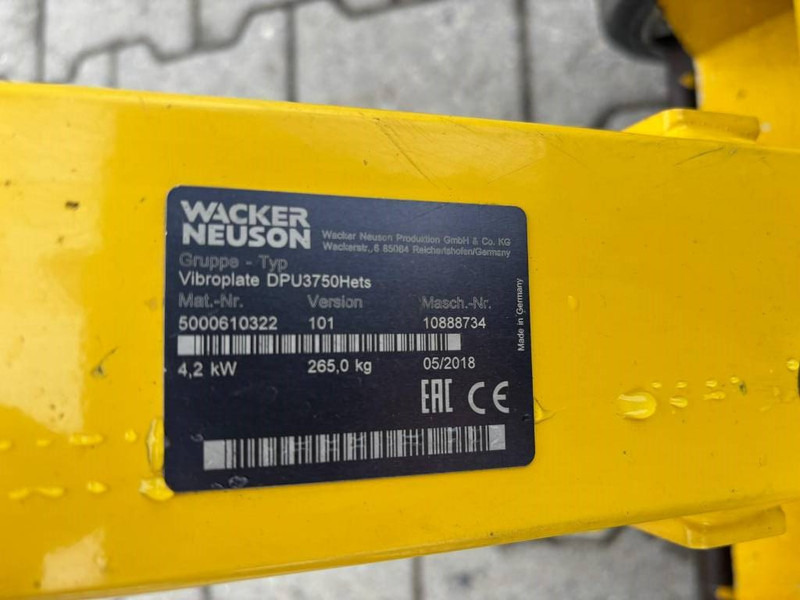 WACKER
NEUSON
Wacker Neuson Produktion GmbH & Co. KG
Wackerstr. 6 85084 Reichertshofen/Germany
Gruppe - Typ
Vibroplate DPU3750Hets
Mat.-Nr. Version Masch.-Nr.
5000610322 101 10888734
4,2 kW 265,0 kg 05/2018
EAC CE
Made in Germany